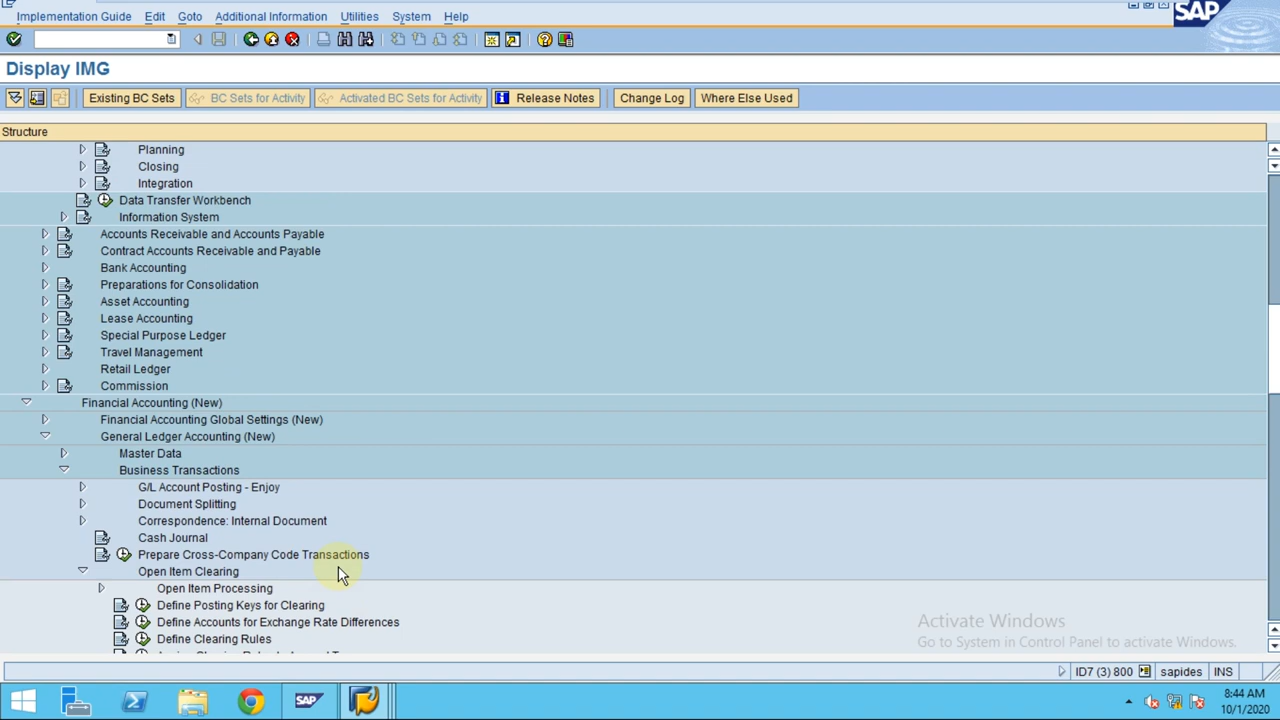 Implementation Guide Edit Goto Additional Information Utilities System Help
SAP
Display IMG
Existing BC Sets BC Sets for Activity Activated BC Sets for Activity Release Notes Change Log Where Else Used
Structure
Planning
Closing
Integration
Data Transfer Workbench
Information System
Accounts Receivable and Accounts Payable
Contract Accounts Receivable and Payable
Bank Accounting
Preparations for Consolidation
Asset Accounting
Lease Accounting
Special Purpose Ledger
Travel Management
Retail Ledger
Commission
Financial Accounting (New)
Financial Accounting Global Settings (New)
General Ledger Accounting (New)
Master Data
Business Transactions
G/L Account Posting - Enjoy
Document Splitting
Correspondence: Internal Document
Cash Journal
Prepare Cross-Company Code Transactions
Open Item Clearing
Open Item Processing
Define Posting Keys for Clearing
Define Accounts for Exchange Rate Differences
Define Clearing Rules
Activate Windows
Go to System in Control Panel to activate Windows.
ID7 (3) 800 sapides INS
SAP
8:44 AM
10/1/2020